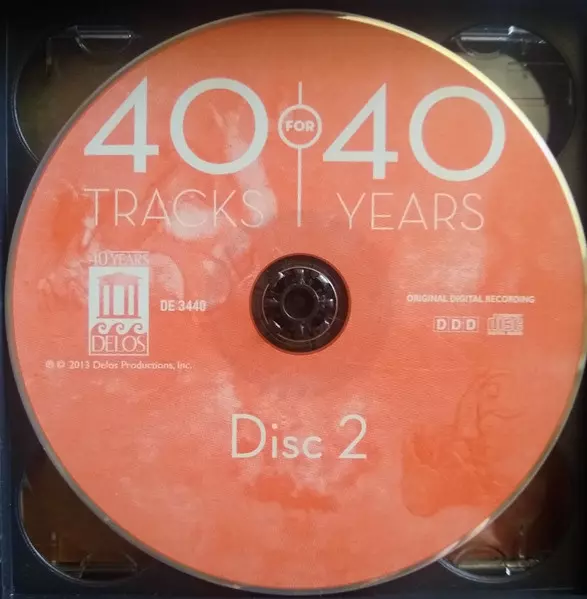 40 FOR 40
TRACKS YEARS
40 YEARS
DELOS
DE 3440
ORIGINAL DIGITAL RECORDING
DDD
℗ © 2013 Delos Productions, Inc.
Disc 2